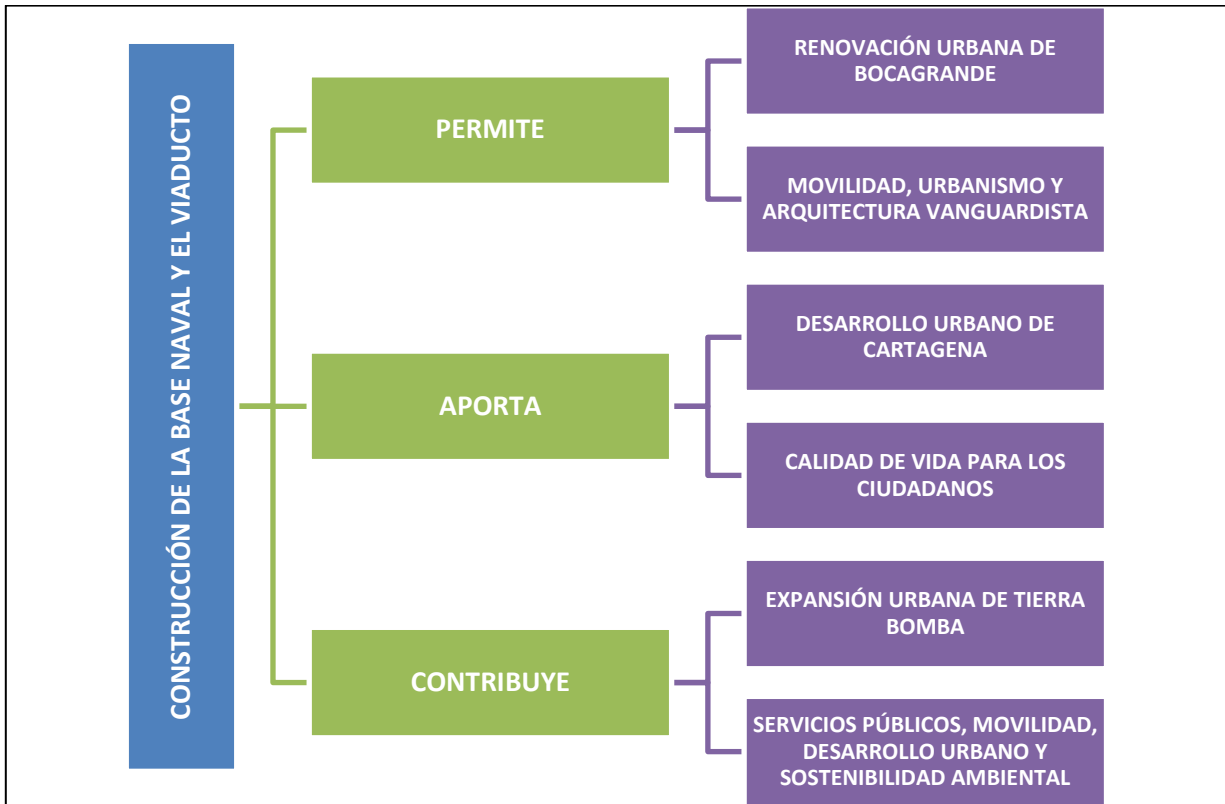 CONSTRUCCIÓN DE LA BASE NAVAL Y EL VIADUCTO
PERMITE
RENOVACIÓN URBANA DE
BOCAGRANDE
MOVILIDAD, URBANISMO Y
ARQUITECTURA VANGUARDISTA
APORTA
DESARROLLO URBANO DE
CARTAGENA
CALIDAD DE VIDA PARA LOS
CIUDADANOS
CONTRIBUYE
EXPANSIÓN URBANA DE TIERRA
BOMBA
SERVICIOS PÚBLICOS, MOVILIDAD,
DESARROLLO URBANO Y
SOSTENIBILIDAD AMBIENTAL